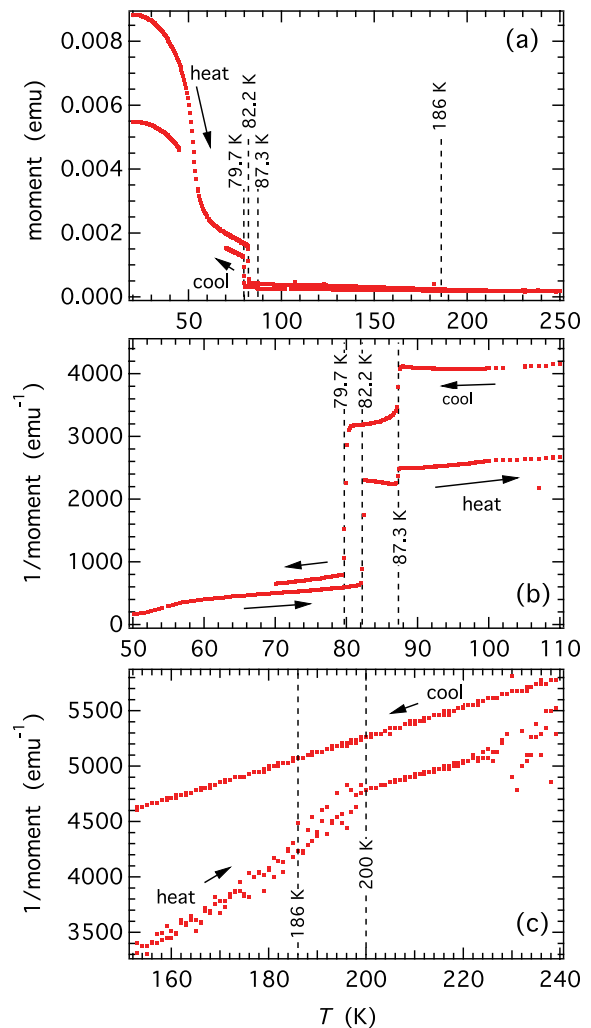 (a)
0.008
0.006
0.004
0.002
0.000
moment (emu)
heat
cool
79.7 K
82.2 K
87.3 K
186 K
50
100
150
200
250
(b)
4000
3000
2000
1000
0
1/moment (emu-1)
79.7 K
82.2 K
87.3 K
cool
heat
50
60
70
80
90
100
110
(c)
5500
5000
4500
4000
3500
1/moment (emu-1)
cool
heat
186 K
200 K
160
180
200
220
240
T (K)